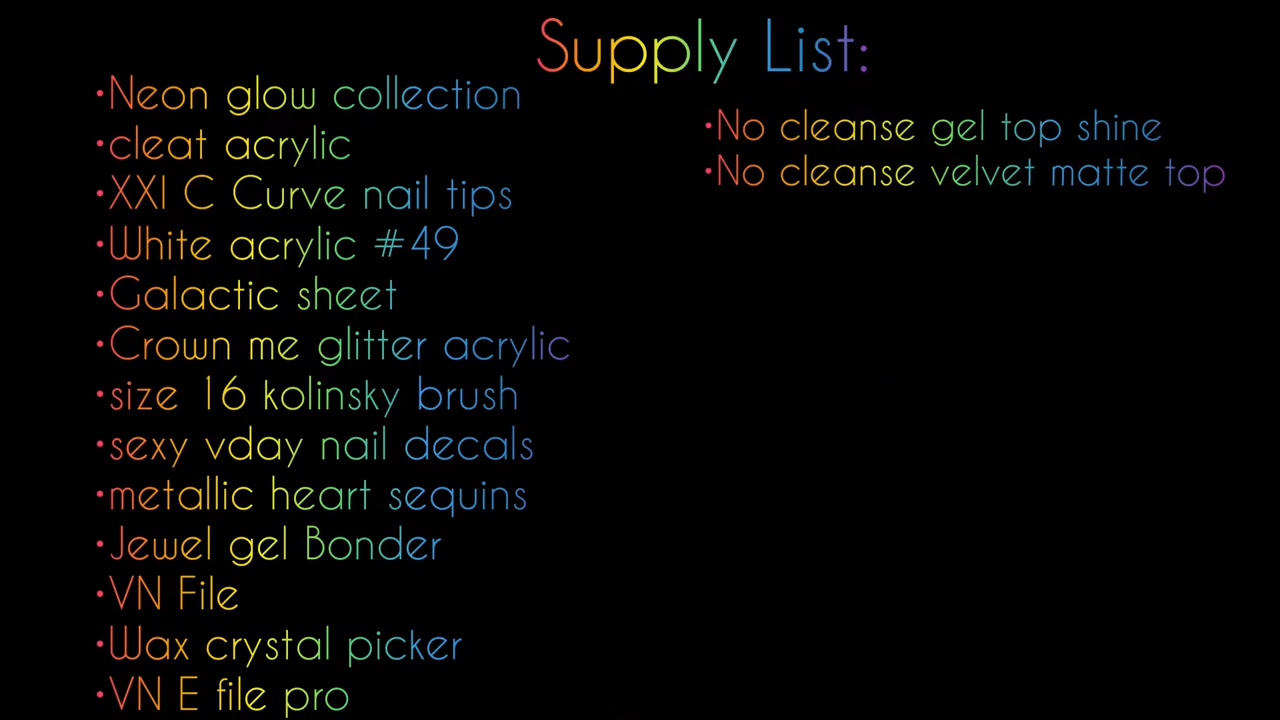 Supply List:
•Neon glow collection
•cleat acrylic
•XXl C Curve nail tips
•White acrylic #49
•Galactic sheet
•Crown me glitter acrylic
•size 16 kolinsky brush
•sexy vday nail decals
•metallic heart sequins
•Jewel gel Bonder
•VN File
•Wax crystal picker
•VN E file pro
•No cleanse gel top shine
•No cleanse velvet matte top